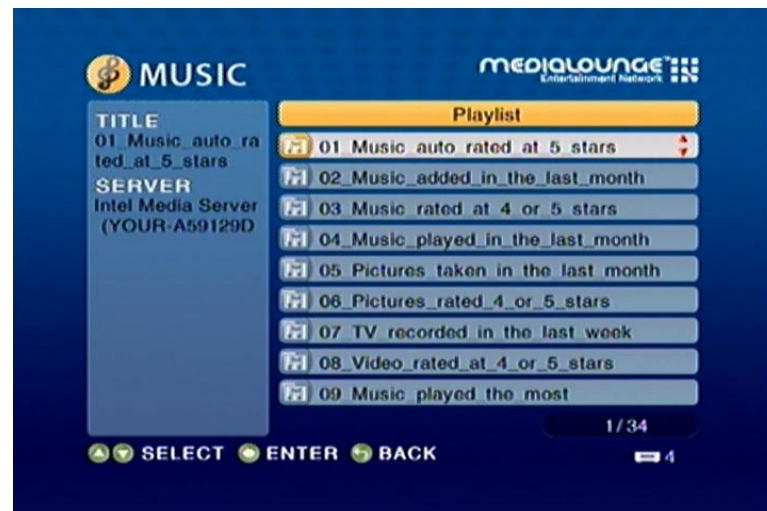 MUSIC
MEDIALOUNGE™
Entertainment Network
TITLE
01_Music_auto_ra
ted_at_5_stars
SERVER
Intel Media Server
(YOUR-A59129D
Playlist
01_Music_auto_rated_at_5_stars
02_Music_added_in_the_last_month
03_Music_rated_at_4_or_5_stars
04_Music_played_in_the_last_month
05_Pictures_taken_in_the_last_month
06_Pictures_rated_4_or_5_stars
07_TV_recorded_in_the_last_week
08_Video_rated_at_4_or_5_stars
09_Music_played_the_most
1/34
SELECT ENTER BACK
4